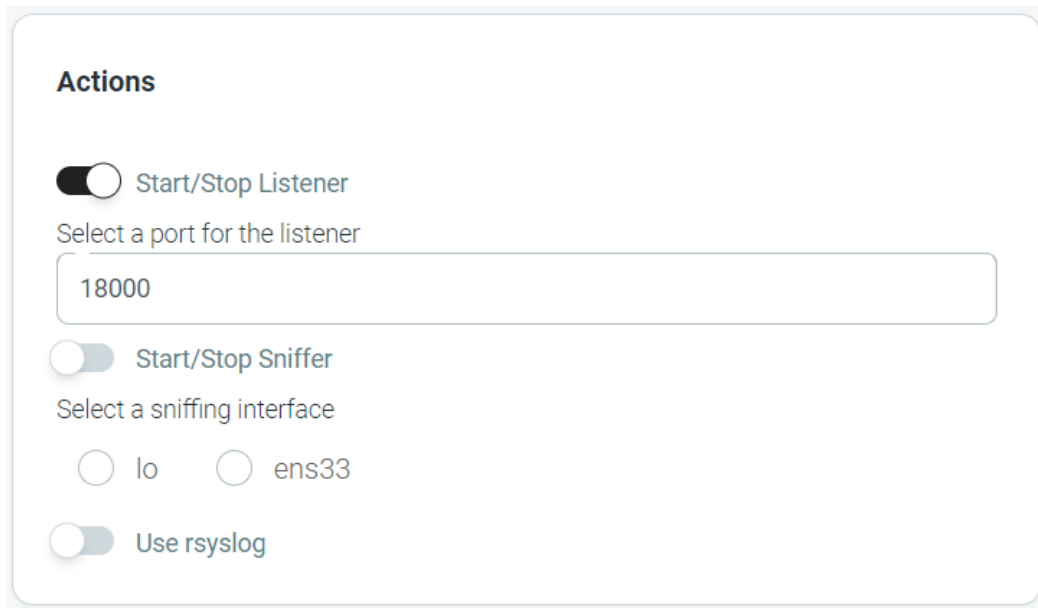 Actions
Start/Stop Listener
Select a port for the listener
18000
Start/Stop Sniffer
Select a sniffing interface
lo ens33
Use rsyslog